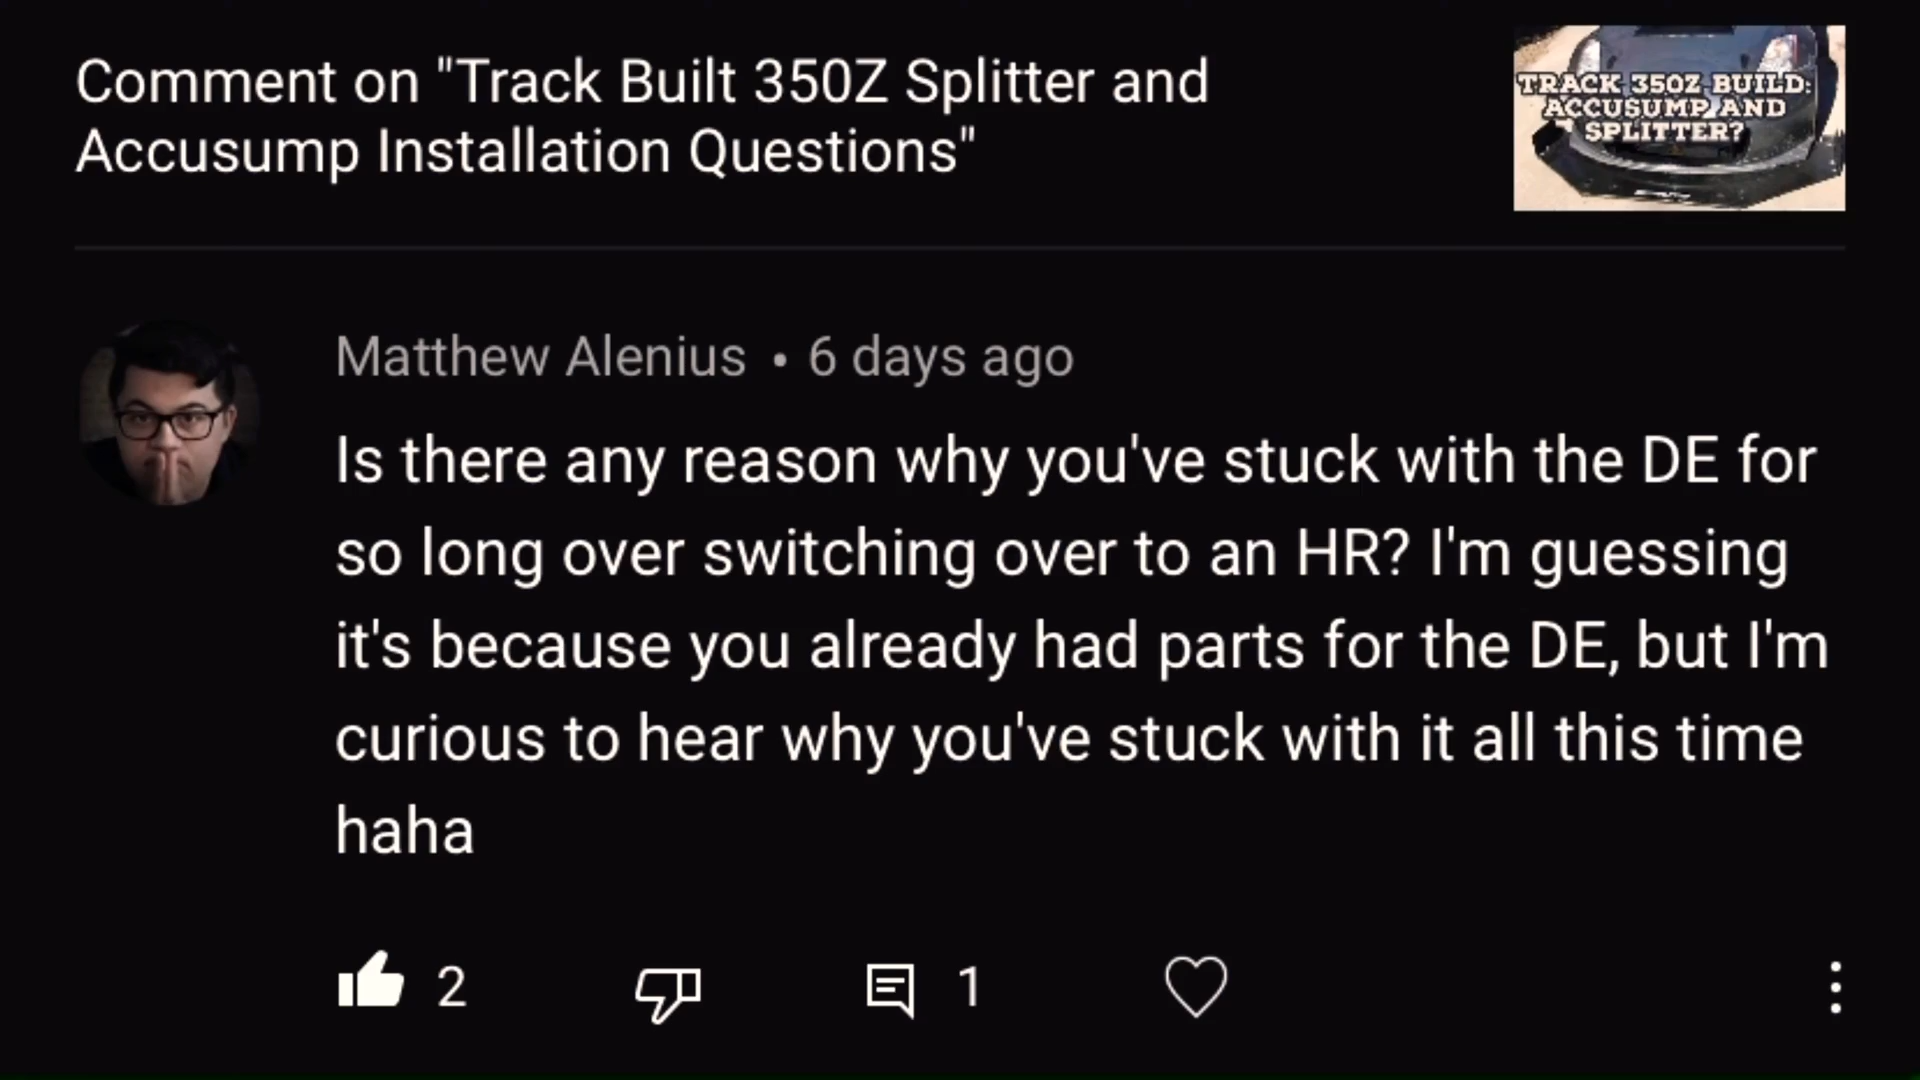 Comment on "Track Built 350Z Splitter and
Accusump Installation Questions"
TRACK 350Z BUILD:
ACCUSUMP AND
SPLITTER?
Matthew Alenius • 6 days ago
Is there any reason why you've stuck with the DE for
so long over switching over to an HR? I'm guessing
it's because you already had parts for the DE, but I'm
curious to hear why you've stuck with it all this time
haha
2
1